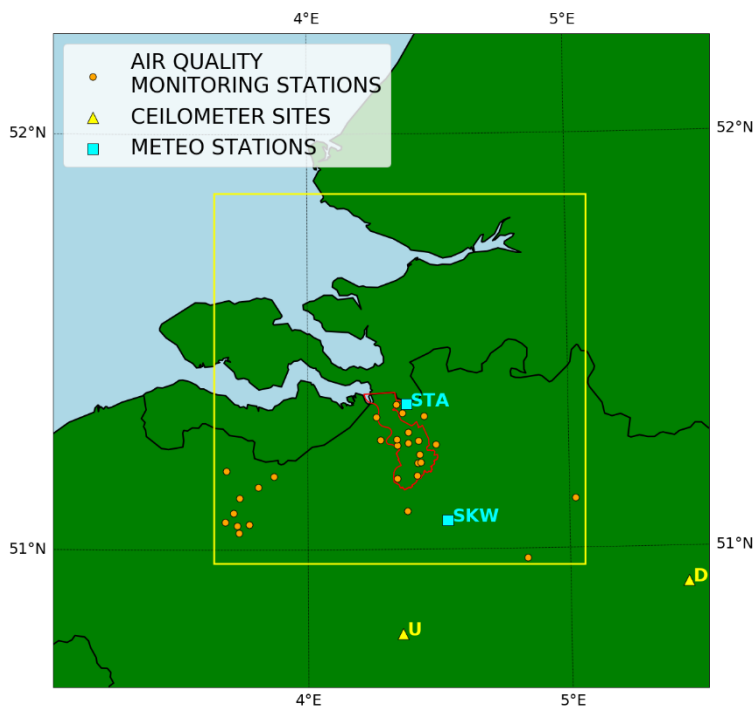 4°E 5°E
AIR QUALITY
MONITORING STATIONS
CEILOMETER SITES
METEO STATIONS
52°N 52°N
STA
SKW
51°N 51°N
D
U
4°E 5°E